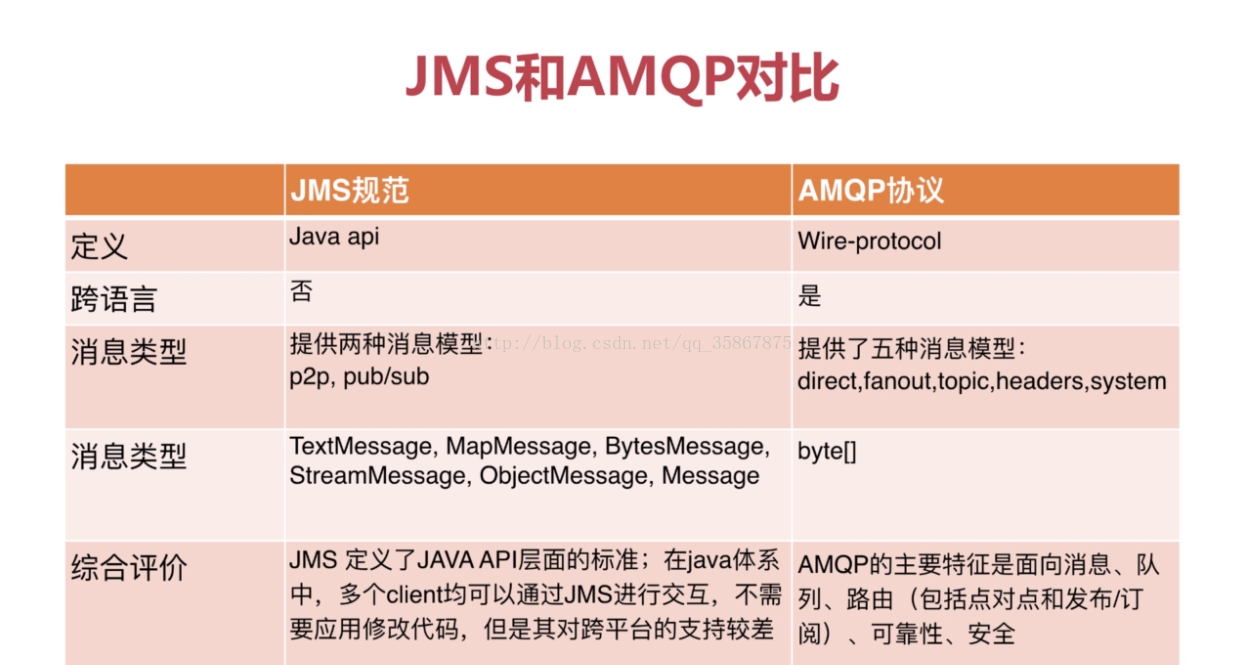 JMS和AMQP对比
JMS规范
AMQP协议
定义
Java api
Wire-protocol
跨语言
否
是
消息类型
提供两种消息模型：
p2p, pub/sub
http://blog.csdn.net/qq_35867875
提供了五种消息模型：
direct,fanout,topic,headers,system
消息类型
TextMessage, MapMessage, BytesMessage,
StreamMessage, ObjectMessage, Message
byte[]
综合评价
JMS 定义了JAVA API层面的标准；在java体系
中，多个client均可以通过JMS进行交互，不需
要应用修改代码，但是其对跨平台的支持较差
AMQP的主要特征是面向消息、队
列、路由（包括点对点和发布/订
阅）、可靠性、安全